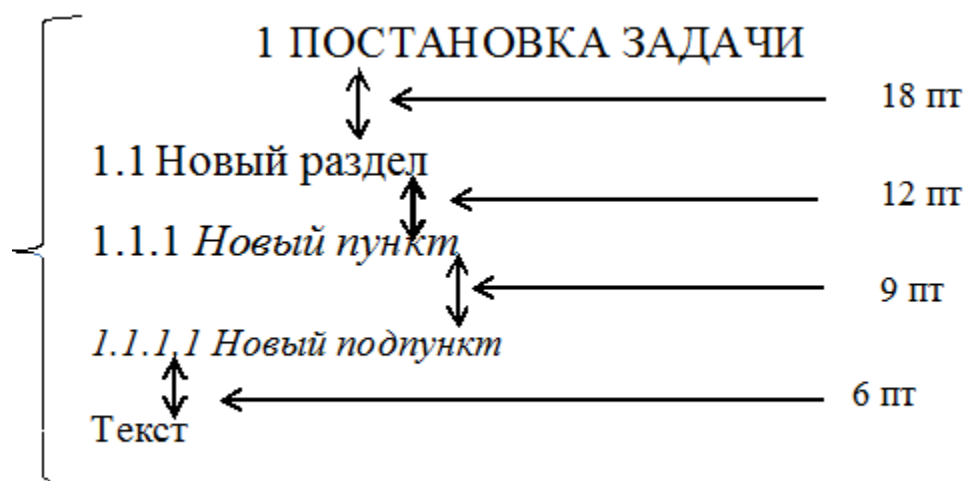 1 ПОСТАНОВКА ЗАДАЧИ
18 пт
1.1 Новый раздел
12 пт
1.1.1 Новый пункт
9 пт
1.1.1.1 Новый подпункт
6 пт
Текст